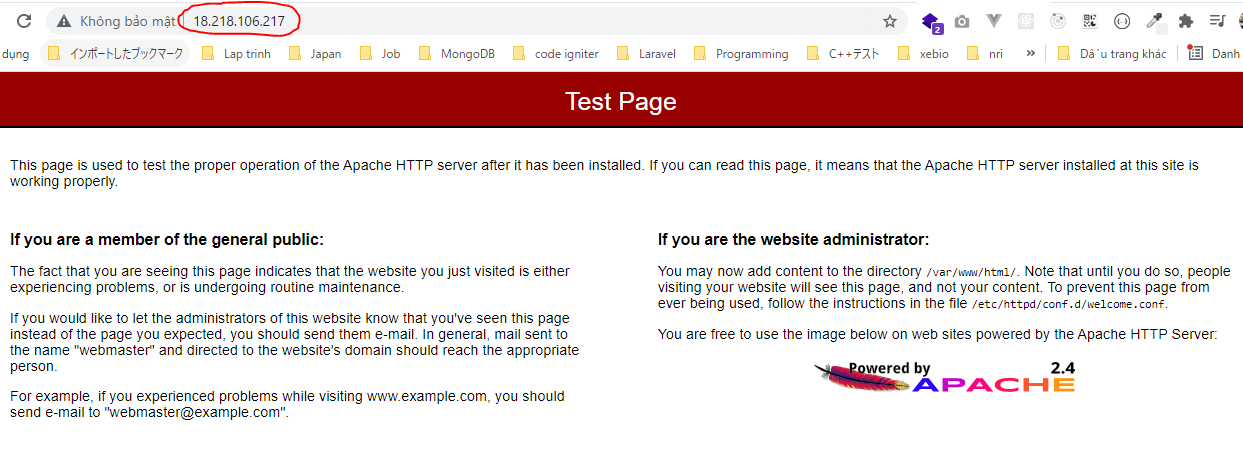 Không bảo mật 18.218.106.217
2
dụng インポートしたブックマーク Lap trinh Japan Job MongoDB code igniter Laravel Programming C++テスト xebio nri » Dâ´u trang khác Danh
Test Page
This page is used to test the proper operation of the Apache HTTP server after it has been installed. If you can read this page, it means that the Apache HTTP server installed at this site is
working properly.
If you are a member of the general public:
The fact that you are seeing this page indicates that the website you just visited is either
experiencing problems, or is undergoing routine maintenance.
If you would like to let the administrators of this website know that you've seen this page
instead of the page you expected, you should send them e-mail. In general, mail sent to
the name "webmaster" and directed to the website's domain should reach the appropriate
person.
For example, if you experienced problems while visiting www.example.com, you should
send e-mail to "webmaster@example.com".
If you are the website administrator:
You may now add content to the directory /var/www/html/. Note that until you do so, people
visiting your website will see this page, and not your content. To prevent this page from
ever being used, follow the instructions in the file /etc/httpd/conf.d/welcome.conf.
You are free to use the image below on web sites powered by the Apache HTTP Server:
Powered by 2.4
APACHE